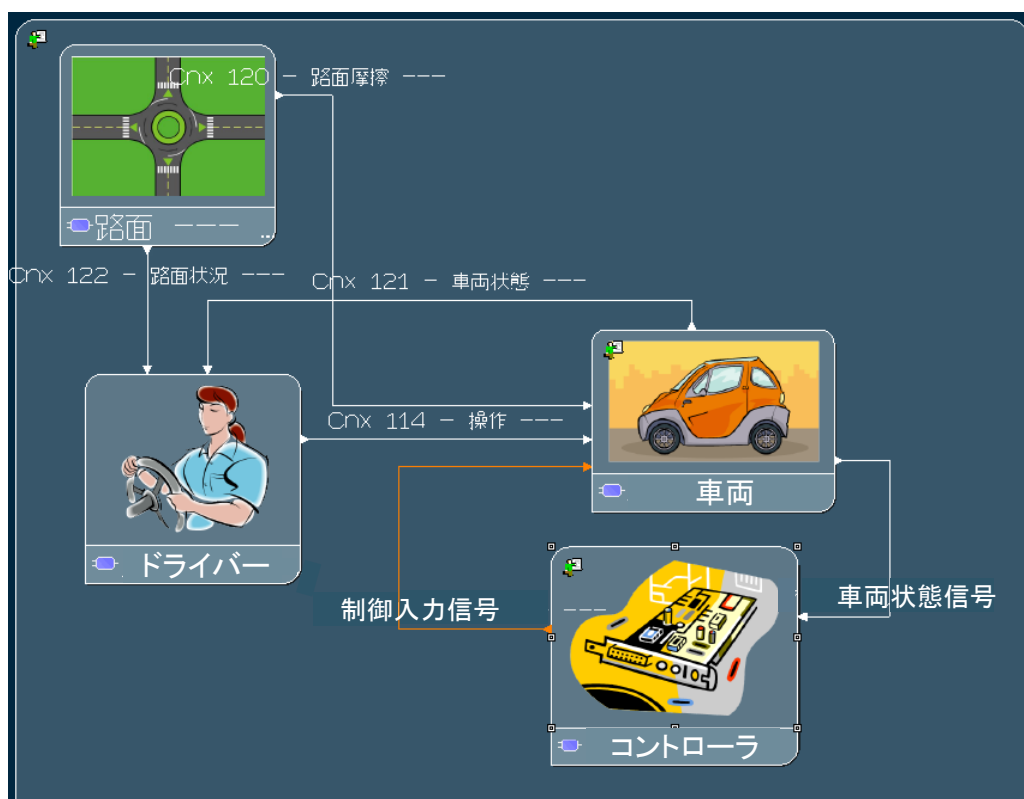 Cnx 120 - 路面摩擦 ---
路面 ---
...
Cnx 122 - 路面状況 ---
Cnx 121 - 車両状態 ---
Cnx 114 - 操作 ---
車両
ドライバー
制御入力信号 ---
車両状態信号
コントローラ